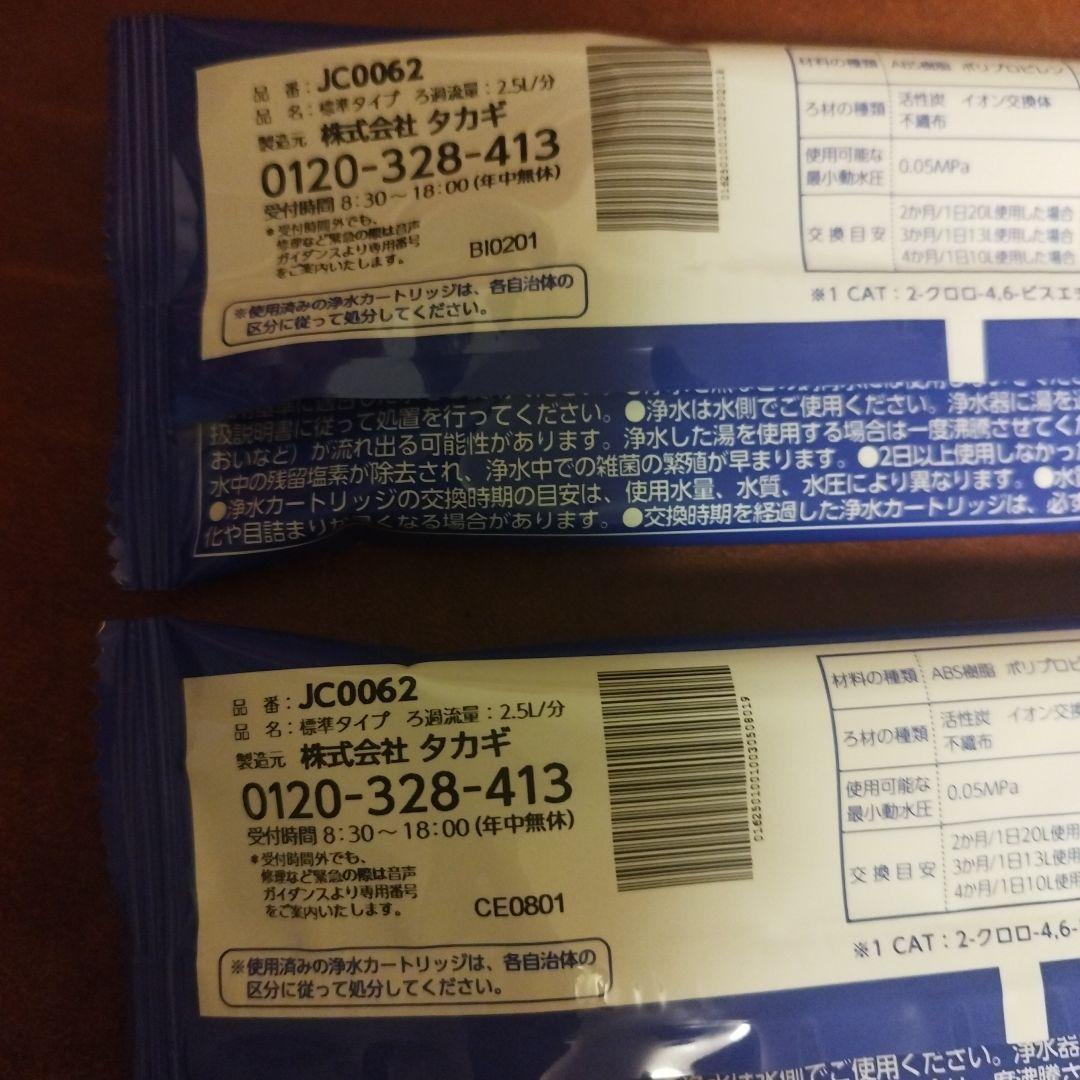 品 番：JC0062
品 名：標準タイプ ろ過流量：2.5L/分
製造元 株式会社 タカギ
0120-328-413
受付時間 8:30～18:00(年中無休)
＊受付時間外でも、
修理など緊急の際は音声
ガイダンスより専用番号
をご案内いたします。
BI0201
※使用済みの浄水カートリッジは、各自治体の
区分に従って処分してください。
材料の種類 ABS樹脂 ポリプロピレン
ろ材の種類 活性炭 イオン交換体
不織布
使用可能な
最小動水圧 0.05MPa
交換目安
2か月/1日20L使用した場合
3か月/1日13L使用した場合
4か月/1日10L使用した場合
※1 CAT：2-クロロ-4,6-ビスエチ
扱説明書に従って処置を行ってください。●浄水は水側でご使用ください。浄水器に湯を
おいなど）が流れ出る可能性があります。浄水した湯を使用する場合は一度沸騰させてく
水中の残留塩素が除去され、浄水中での雑菌の繁殖が早まります。●2日以上使用しなかっ
●浄水カートリッジの交換時期の目安は、使用水量、水質、水圧により異なります。●水
化や目詰まりが早くなる場合があります。●交換時期を経過した浄水カートリッジは、必ず
品 番：JC0062
品 名：標準タイプ ろ過流量：2.5L/分
製造元 株式会社 タカギ
0120-328-413
受付時間 8:30～18:00(年中無休)
＊受付時間外でも、
修理など緊急の際は音声
ガイダンスより専用番号
をご案内いたします。
CE0801
※使用済みの浄水カートリッジは、各自治体の
区分に従って処分してください。
01625010010030508019
材料の種類 ABS樹脂 ポリプロピ
ろ材の種類 活性炭 イオン交換
不織布
使用可能な
最小動水圧 0.05MPa
交換目安
2か月/1日20L使用
3か月/1日13L使用
4か月/1日10L使用
※1 CAT：2-クロロ-4,6-
水側でご使用ください。浄水器